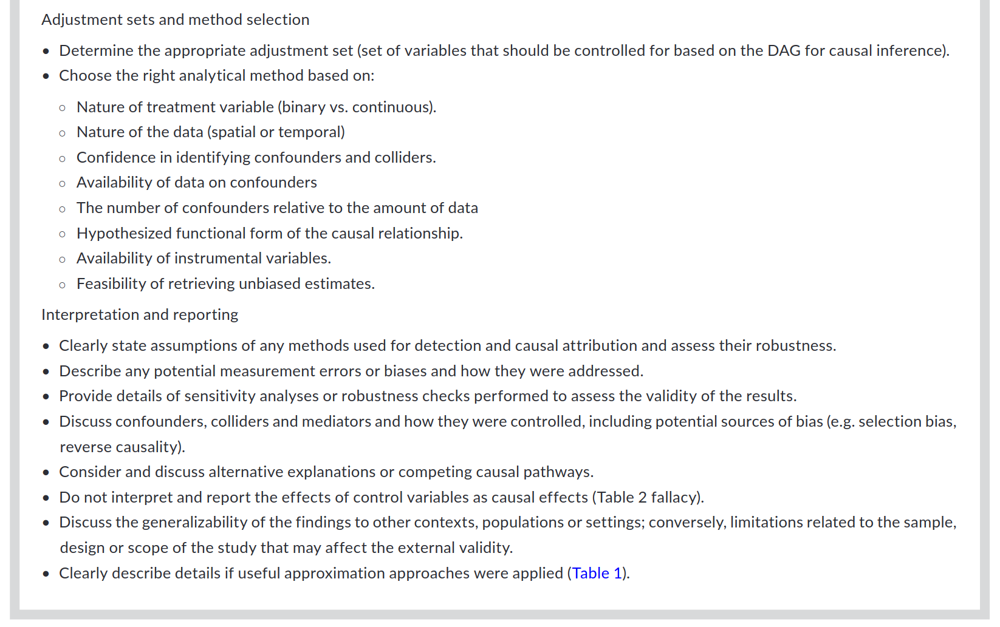 Adjustment sets and method selection
• Determine the appropriate adjustment set (set of variables that should be controlled for based on the DAG for causal inference).
• Choose the right analytical method based on:
○ Nature of treatment variable (binary vs. continuous).
○ Nature of the data (spatial or temporal)
○ Confidence in identifying confounders and colliders.
○ Availability of data on confounders
○ The number of confounders relative to the amount of data
○ Hypothesized functional form of the causal relationship.
○ Availability of instrumental variables.
○ Feasibility of retrieving unbiased estimates.
Interpretation and reporting
• Clearly state assumptions of any methods used for detection and causal attribution and assess their robustness.
• Describe any potential measurement errors or biases and how they were addressed.
• Provide details of sensitivity analyses or robustness checks performed to assess the validity of the results.
• Discuss confounders, colliders and mediators and how they were controlled, including potential sources of bias (e.g. selection bias,
reverse causality).
• Consider and discuss alternative explanations or competing causal pathways.
• Do not interpret and report the effects of control variables as causal effects (Table 2 fallacy).
• Discuss the generalizability of the findings to other contexts, populations or settings; conversely, limitations related to the sample,
design or scope of the study that may affect the external validity.
• Clearly describe details if useful approximation approaches were applied (Table 1).